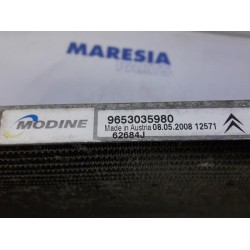 MARESIA
MODINE
9653035980
Made in Austria 08.05.2008 12571
62684J